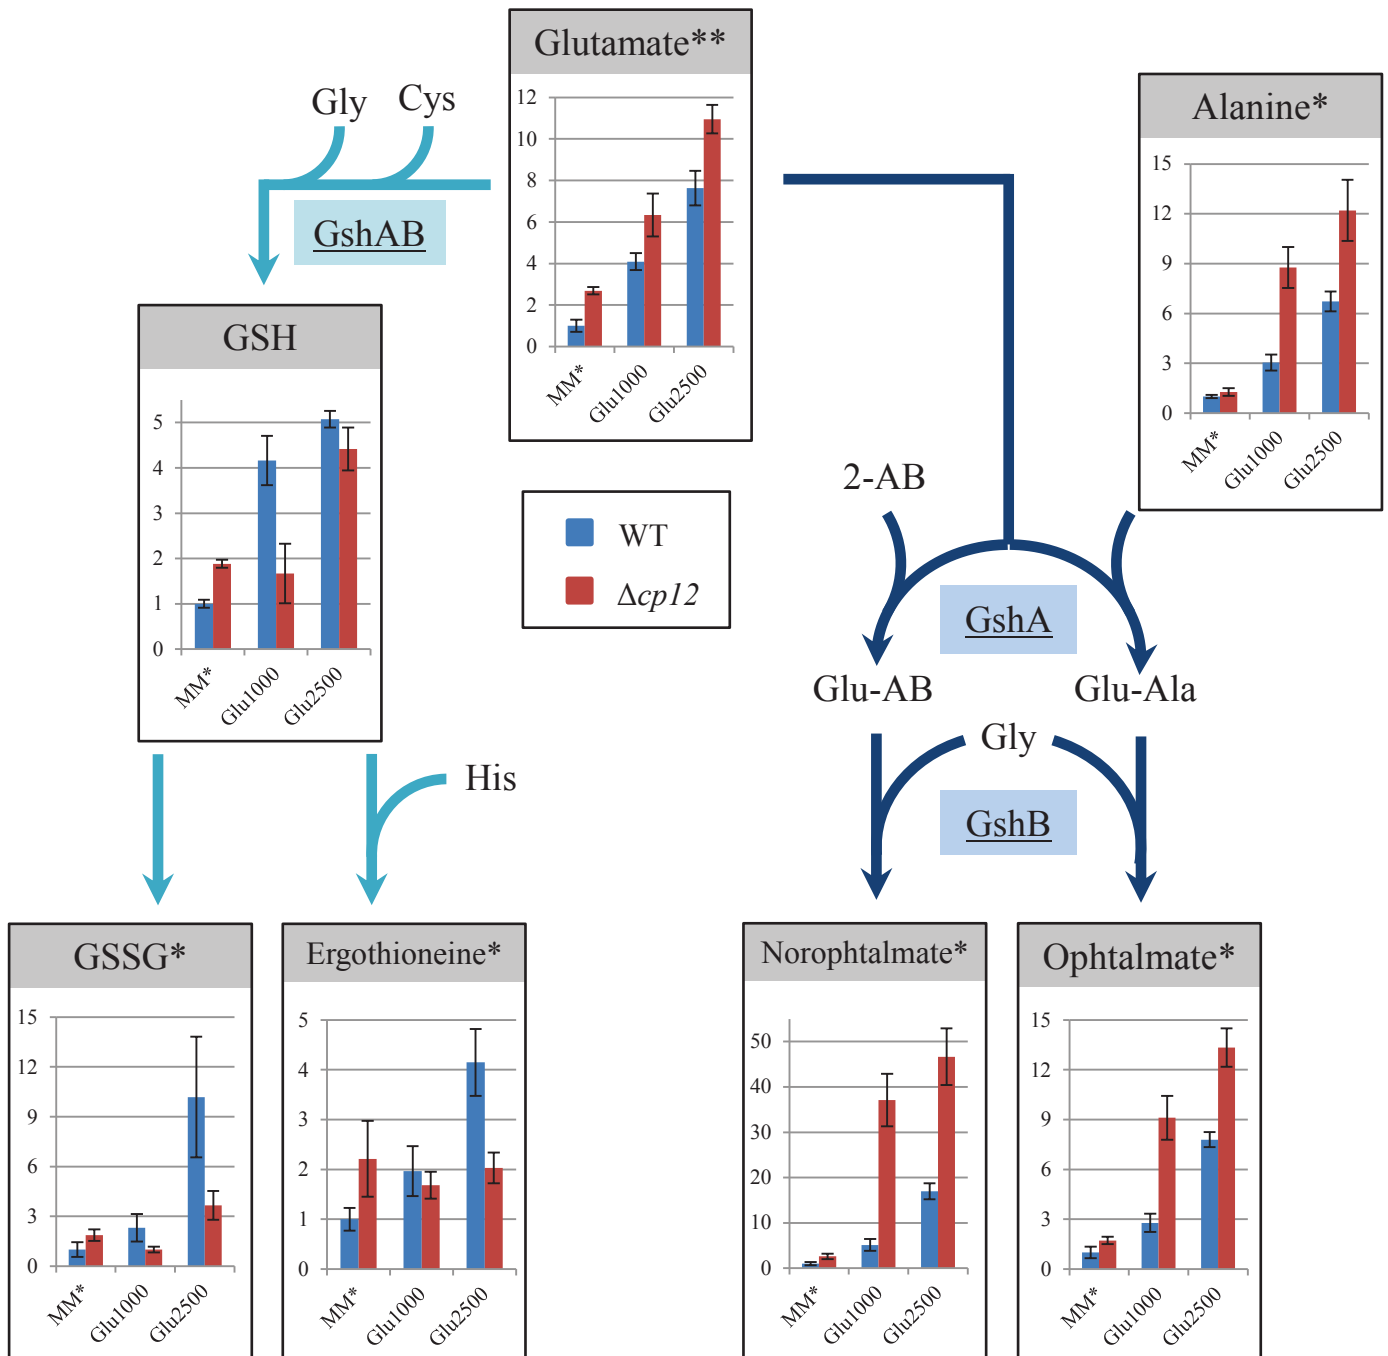 Glutamate**
12
10
8
6
4
2
0
MM*
Glu1000
Glu2500
Gly
Cys
GshAB
Alanine*
15
12
9
6
3
0
MM*
Glu1000
Glu2500
GSH
5
4
3
2
1
0
MM*
Glu1000
Glu2500
WT
Δcp12
2-AB
GshA
Glu-AB
Glu-Ala
Gly
GshB
His
GSSG*
15
12
9
6
3
0
MM*
Glu1000
Glu2500
Ergothioneine*
5
4
3
2
1
0
MM*
Glu1000
Glu2500
Norophtalmate*
50
40
30
20
10
0
MM*
Glu1000
Glu2500
Ophtalmate*
15
12
9
6
3
0
MM*
Glu1000
Glu2500